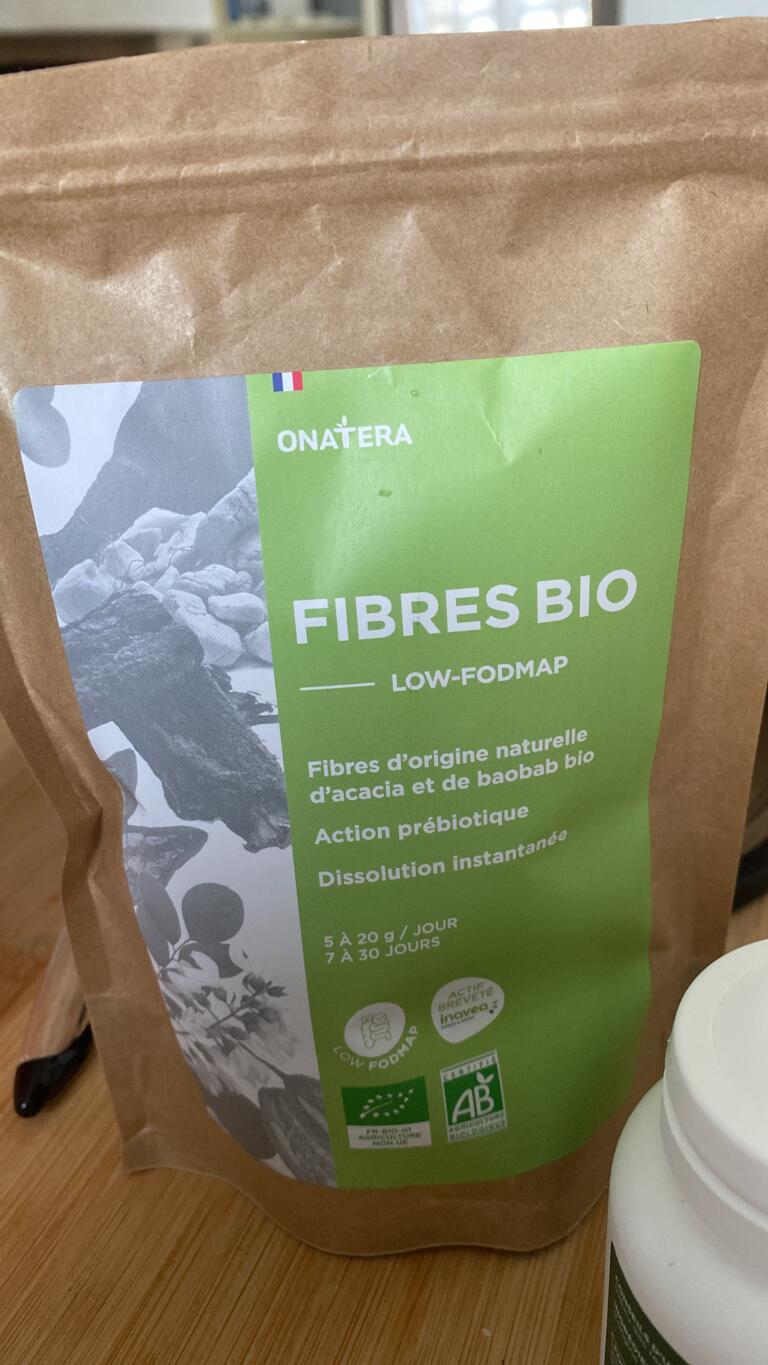 ONATERA
FIBRES BIO
LOW-FODMAP
Fibres d'origine naturelle
d'acacia et de baobab bio
Action prébiotique
Dissolution instantanée
5 À 20 g / JOUR
7 À 30 JOURS
LOW FODMAP
ACTIF
BREVETÉ
inavea
FR-BIO-01
AGRICULTURE
NON UE
CERTIFIÉ
AB
AGRICULTURE
BIOLOGIQUE